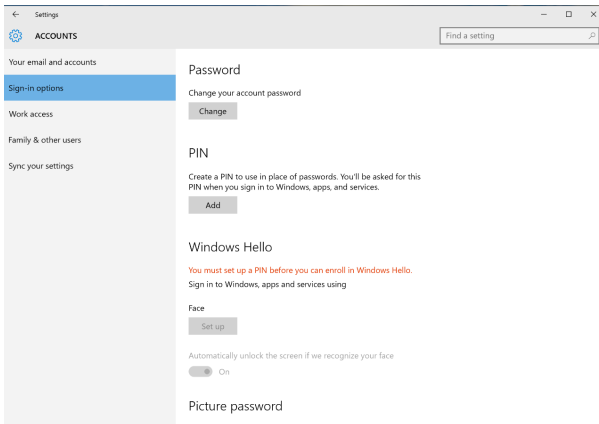 Settings
ACCOUNTS
Find a setting
Your email and accounts
Sign-in options
Work access
Family & other users
Sync your settings
Password
Change your account password
Change
PIN
Create a PIN to use in place of passwords. You'll be asked for this
PIN when you sign in to Windows, apps, and services.
Add
Windows Hello
You must set up a PIN before you can enroll in Windows Hello.
Sign in to Windows, apps and services using
Face
Set up
Automatically unlock the screen if we recognize your face
On
Picture password